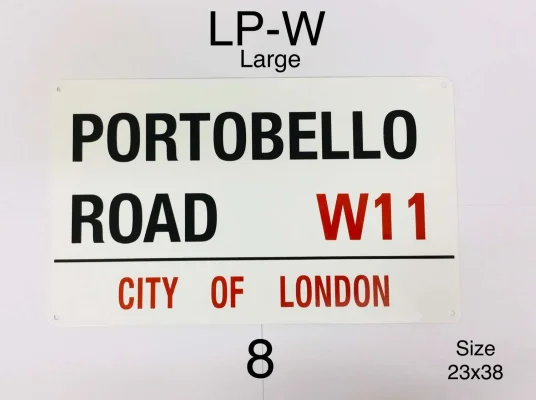 LP-W
Large
PORTOBELLO
ROAD W11
CITY OF LONDON
8
Size
23x38